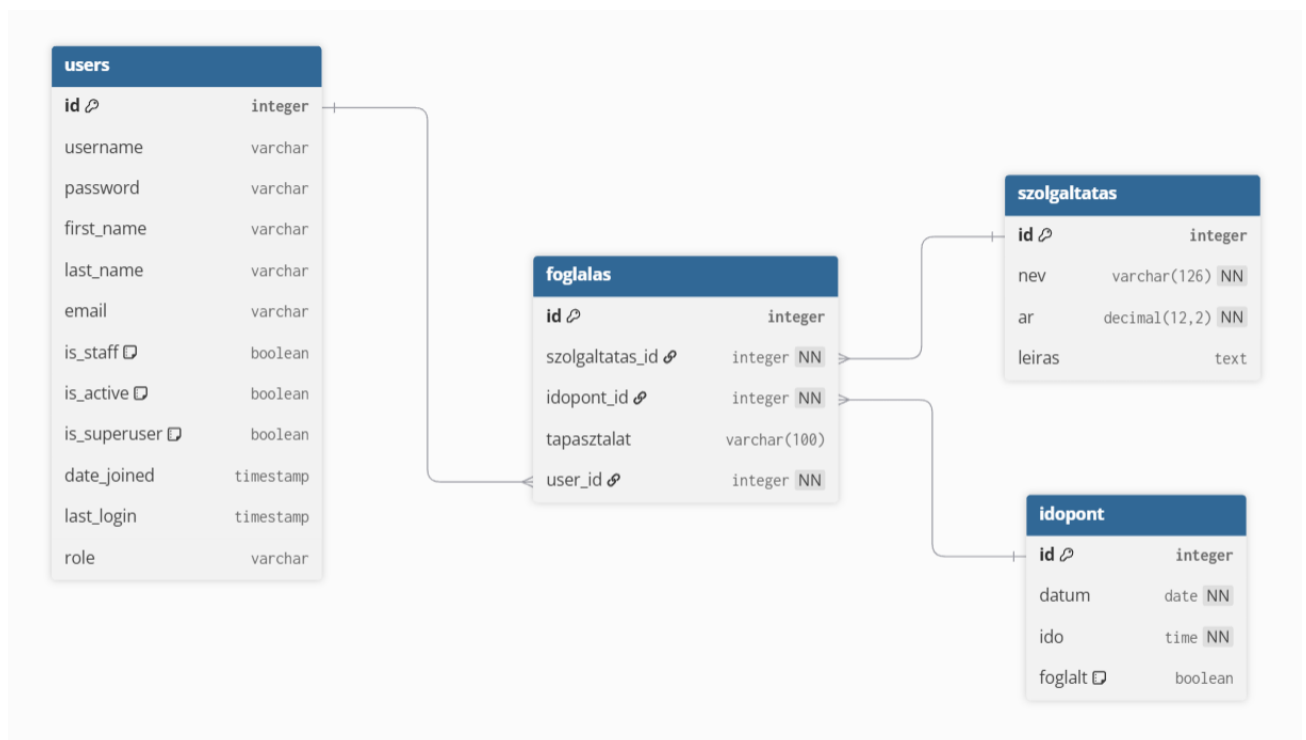 users
id integer
username varchar
password varchar
first_name varchar
last_name varchar
email varchar
is_staff boolean
is_active boolean
is_superuser boolean
date_joined timestamp
last_login timestamp
role varchar
foglalas
id integer
szolgaltatas_id integer NN
idopont_id integer NN
tapasztalat varchar(100)
user_id integer NN
szolgaltatas
id integer
nev varchar(126) NN
ar decimal(12,2) NN
leiras text
idopont
id integer
datum date NN
ido time NN
foglalt boolean